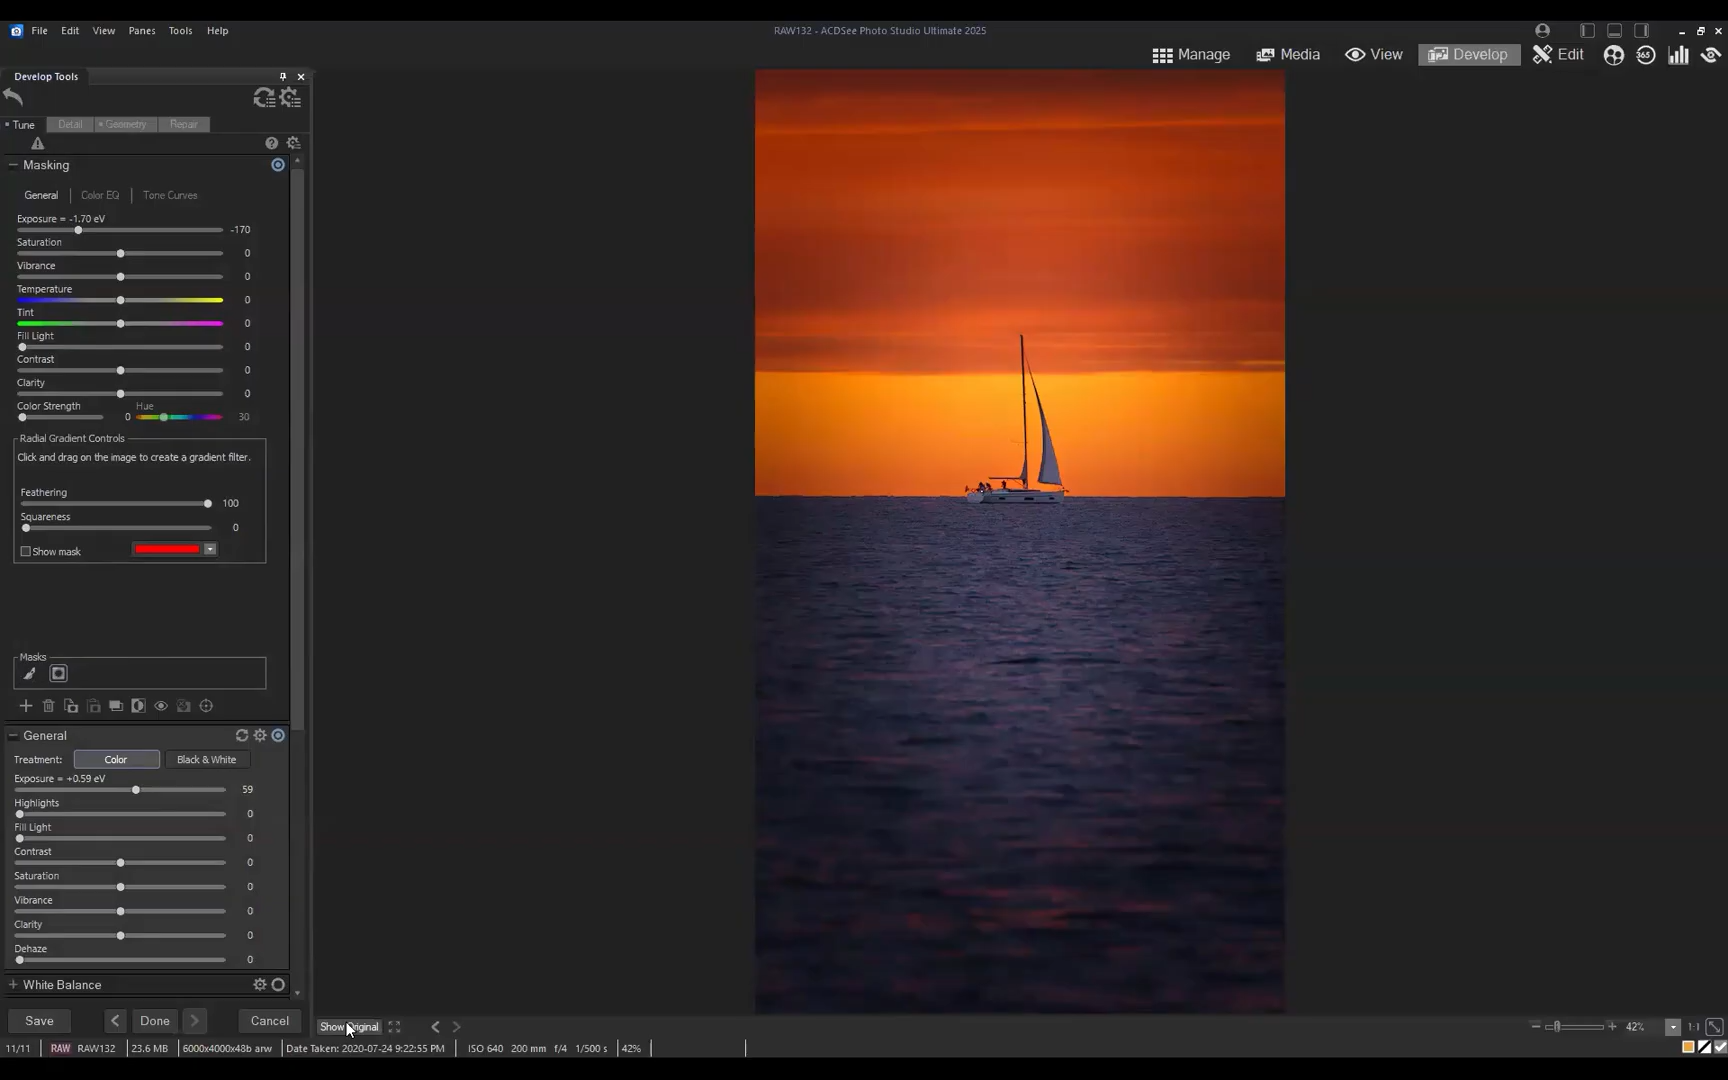 File Edit View Panes Tools Help
RAW132 - ACDSee Photo Studio Ultimate 2025
Manage Media View Develop Edit 365
Develop Tools
Tune Detail Geometry Repair
Masking
General Color EQ Tone Curves
Exposure = -1.70 eV
-170
Saturation
0
Vibrance
0
Temperature
0
Tint
0
Fill Light
0
Contrast
0
Clarity
0
Color Strength Hue
0 30
Radial Gradient Controls
Click and drag on the image to create a gradient filter.
Feathering
100
Squareness
0
Show mask
Masks
General
Treatment: Color Black & White
Exposure = +0.59 eV
59
Highlights
0
Fill Light
0
Contrast
0
Saturation
0
Vibrance
0
Clarity
0
Dehaze
0
White Balance
Save Done Cancel
Show Original
42% 1:1
11/11 RAW RAW132 23.6 MB 6000x4000x48b arw Date Taken: 2020-07-24 9:22:55 PM ISO 640 200 mm f/4 1/500 s 42%